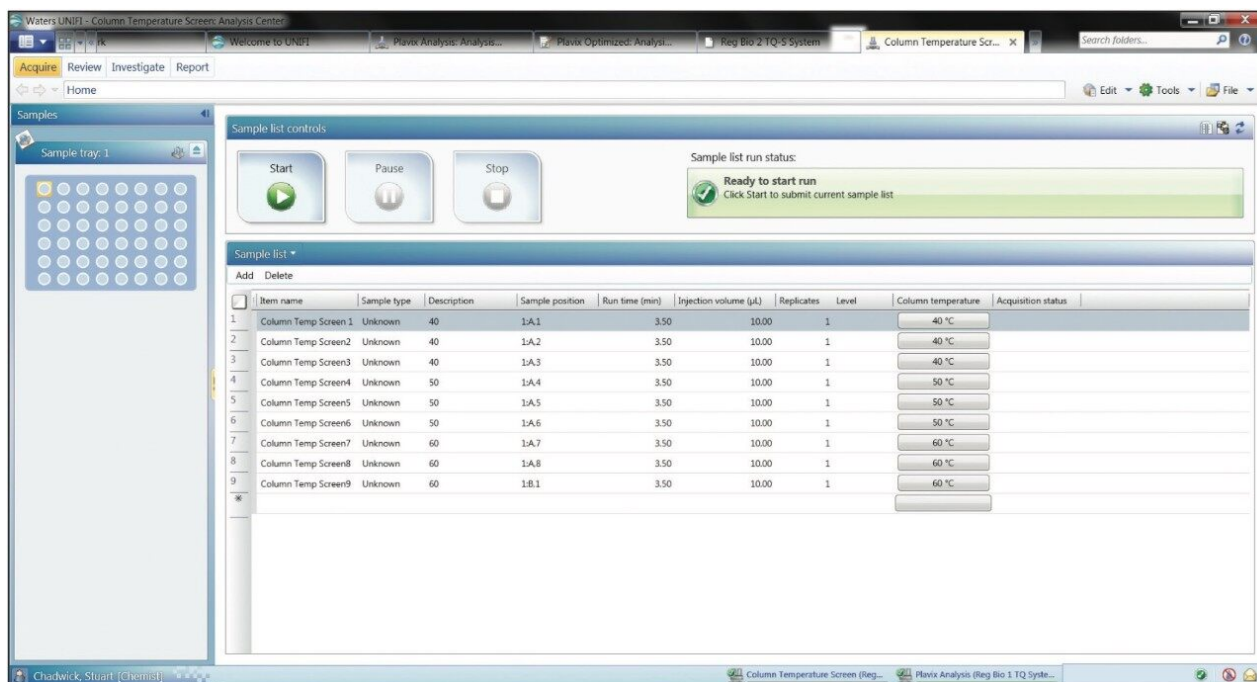 Waters UNIFI - Column Temperature Screen: Analysis Center
rk Welcome to UNIFI Plavix Analysis: Analysis... Plavix Optimized: Analysi... Reg Bio 2 TQ-S System Column Temperature Scr... X Search folders...
Acquire Review Investigate Report
Home Edit Tools File
Samples
Sample tray: 1
Sample list controls
Start Pause Stop
Sample list run status:
Ready to start run
Click Start to submit current sample list
Sample list
Add Delete
Item name Sample type Description Sample position Run time (min) Injection volume (µL) Replicates Level Column temperature Acquisition status
1 Column Temp Screen 1 Unknown 40 1:A,1 3.50 10.00 1 40 °C
2 Column Temp Screen2 Unknown 40 1:A,2 3.50 10.00 1 40 °C
3 Column Temp Screen3 Unknown 40 1:A,3 3.50 10.00 1 40 °C
4 Column Temp Screen4 Unknown 50 1:A,4 3.50 10.00 1 50 °C
5 Column Temp Screen5 Unknown 50 1:A,5 3.50 10.00 1 50 °C
6 Column Temp Screen6 Unknown 50 1:A,6 3.50 10.00 1 50 °C
7 Column Temp Screen7 Unknown 60 1:A,7 3.50 10.00 1 60 °C
8 Column Temp Screen8 Unknown 60 1:A,8 3.50 10.00 1 60 °C
9 Column Temp Screen9 Unknown 60 1:B,1 3.50 10.00 1 60 °C
*
Chadwick, Stuart [Chemist] Column Temperature Screen (Reg... Plavix Analysis (Reg Bio 1 TQ Syste...